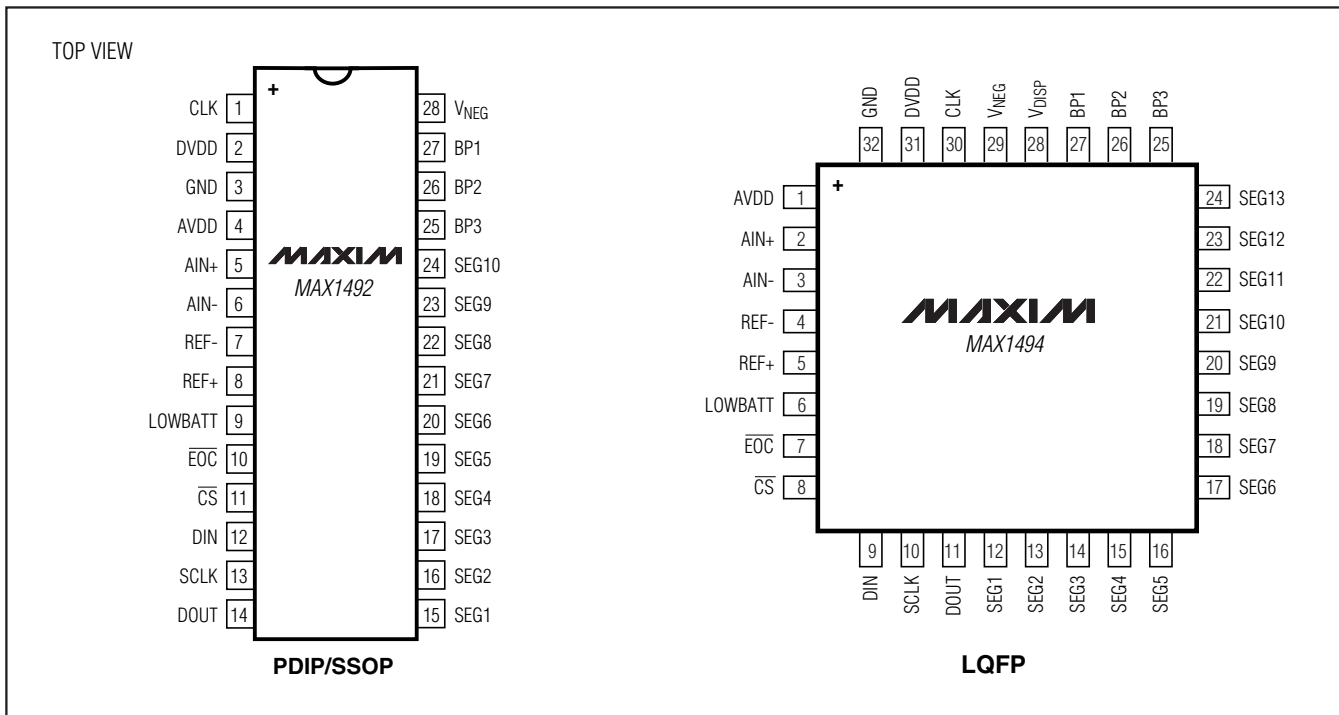 TOP VIEW
+
CLK 1
DVDD 2
GND 3
AVDD 4
AIN+ 5
AIN- 6
REF- 7
REF+ 8
LOWBATT 9
E̅O̅C̅ 10
C̅S̅ 11
DIN 12
SCLK 13
DOUT 14
28 VNEG
27 BP1
26 BP2
25 BP3
24 SEG10
23 SEG9
22 SEG8
21 SEG7
20 SEG6
19 SEG5
18 SEG4
17 SEG3
16 SEG2
15 SEG1
MAXIM
MAX1492
PDIP/SSOP
GND 32
DVDD 31
CLK 30
VNEG 29
VDISP 28
BP1 27
BP2 26
BP3 25
+
AVDD 1
AIN+ 2
AIN- 3
REF- 4
REF+ 5
LOWBATT 6
E̅O̅C̅ 7
C̅S̅ 8
24 SEG13
23 SEG12
22 SEG11
21 SEG10
20 SEG9
19 SEG8
18 SEG7
17 SEG6
MAXIM
MAX1494
9 DIN
10 SCLK
11 DOUT
12 SEG1
13 SEG2
14 SEG3
15 SEG4
16 SEG5
LQFP